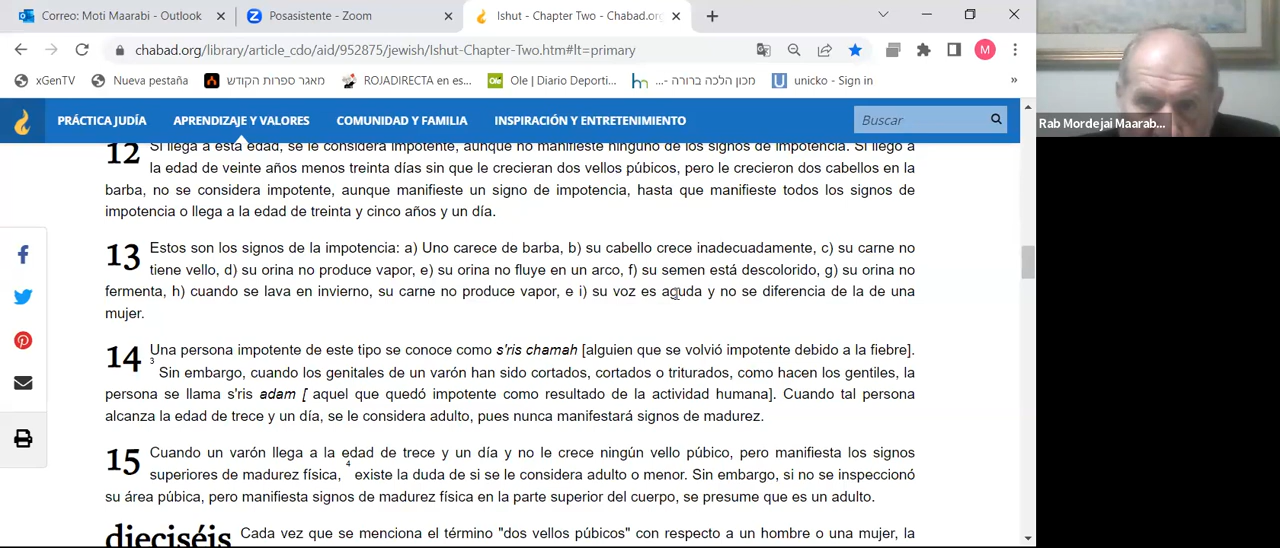 Correo: Moti Maarabi - Outlook
Posasistente - Zoom
Ishut - Chapter Two - Chabad.org
chabad.org/library/article_cdo/aid/952875/jewish/Ishut-Chapter-Two.htm#lt=primary
xGenTV
Nueva pestaña
מאגר ספרות הקודש
ROJADIRECTA en es...
Ole | Diario Deporti...
מכון הלכה ברורה -...
unicko - Sign in
»
PRÁCTICA JUDÍA
APRENDIZAJE Y VALORES
COMUNIDAD Y FAMILIA
INSPIRACIÓN Y ENTRETENIMIENTO
Buscar
M
Rab Mordejai Maarab...
12 Si llega a esta edad, se le considera impotente, aunque no manifieste ninguno de los signos de impotencia. Si llegó a
la edad de veinte años menos treinta días sin que le crecieran dos vellos púbicos, pero le crecieron dos cabellos en la
barba, no se considera impotente, aunque manifieste un signo de impotencia, hasta que manifieste todos los signos de
impotencia o llega a la edad de treinta y cinco años y un día.
13 Estos son los signos de la impotencia: a) Uno carece de barba, b) su cabello crece inadecuadamente, c) su carne no
tiene vello, d) su orina no produce vapor, e) su orina no fluye en un arco, f) su semen está descolorido, g) su orina no
fermenta, h) cuando se lava en invierno, su carne no produce vapor, e i) su voz es aguda y no se diferencia de la de una
mujer.
14 Una persona impotente de este tipo se conoce como s'ris chamah [alguien que se volvió impotente debido a la fiebre].
3 Sin embargo, cuando los genitales de un varón han sido cortados, cortados o triturados, como hacen los gentiles, la
persona se llama s'ris adam [ aquel que quedó impotente como resultado de la actividad humana]. Cuando tal persona
alcanza la edad de trece y un día, se le considera adulto, pues nunca manifestará signos de madurez.
15 Cuando un varón llega a la edad de trece y un día y no le crece ningún vello púbico, pero manifiesta los signos
superiores de madurez física, 4 existe la duda de si se le considera adulto o menor. Sin embargo, si no se inspeccionó
su área púbica, pero manifiesta signos de madurez física en la parte superior del cuerpo, se presume que es un adulto.
dieciséis Cada vez que se menciona el término "dos vellos púbicos" con respecto a un hombre o una mujer, la